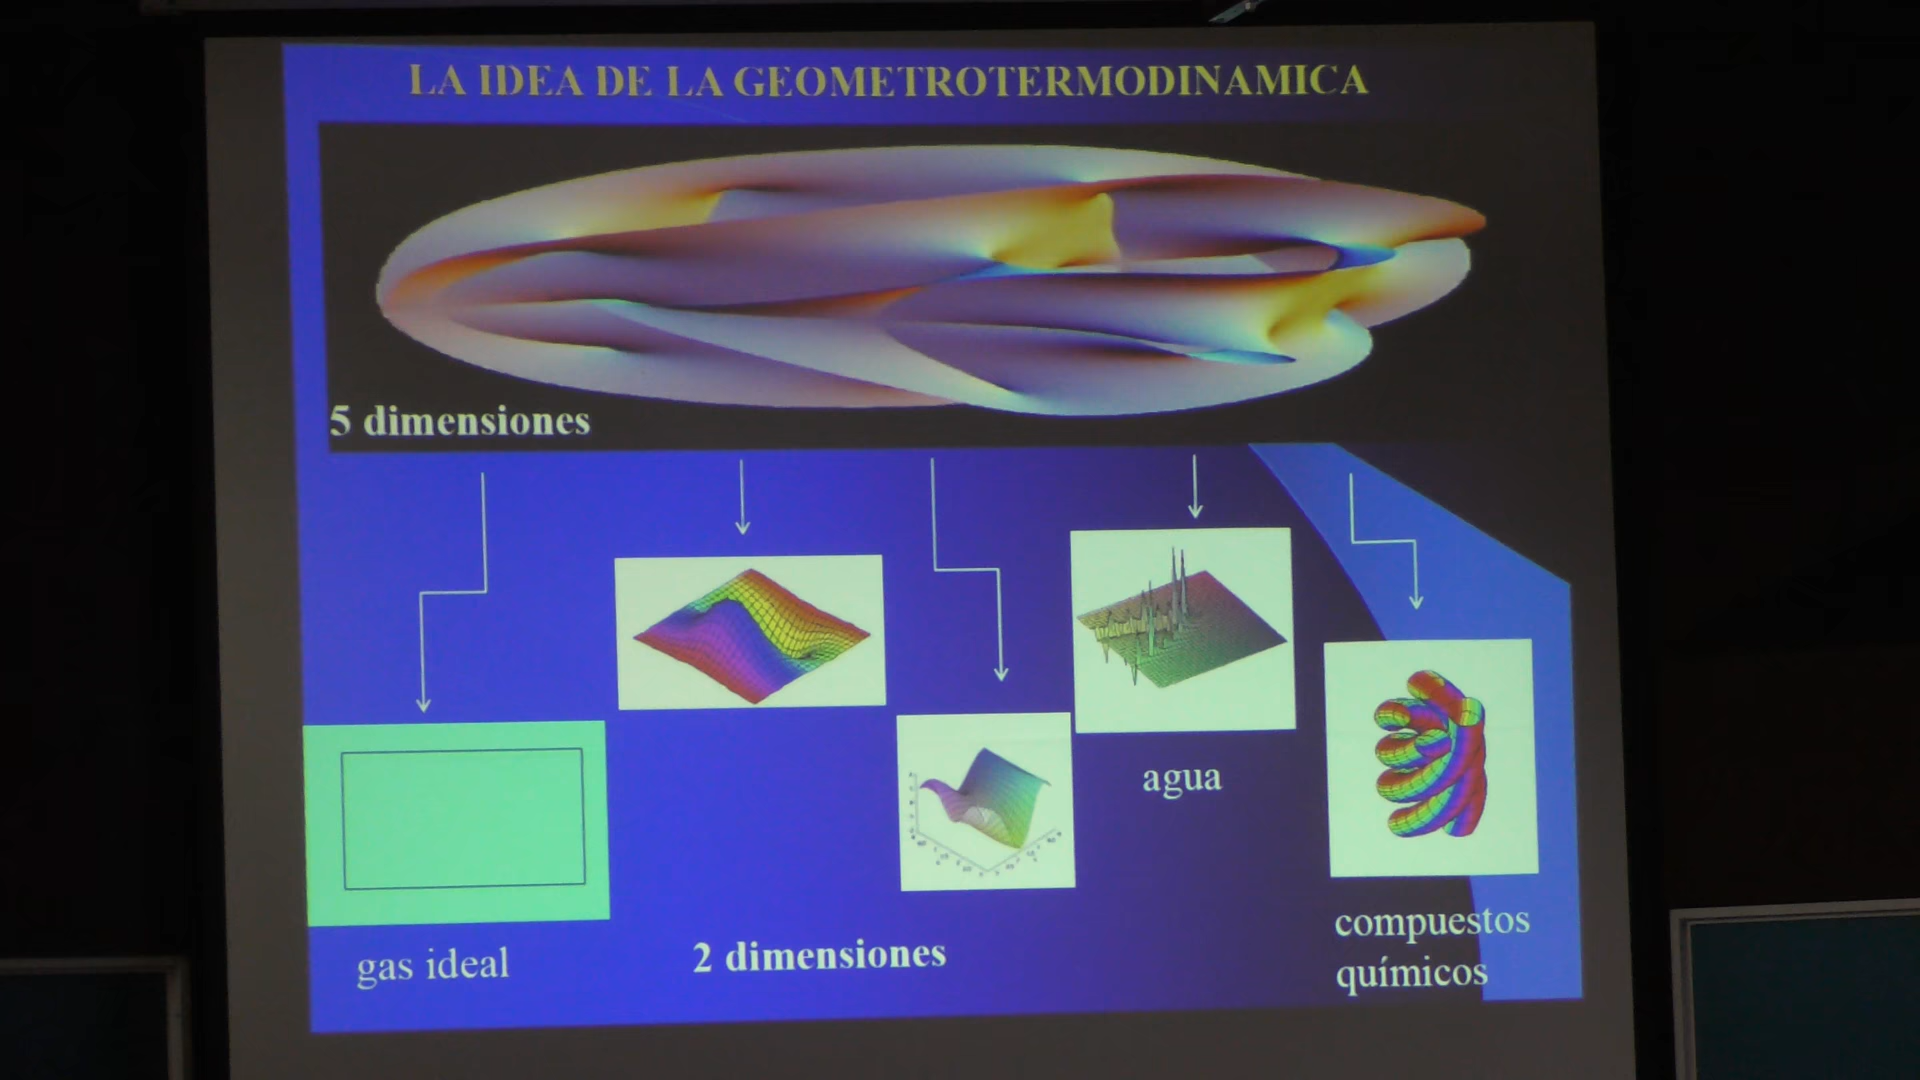 LA IDEA DE LA GEOMETROTERMODINAMICA
5 dimensiones
agua
compuestos
químicos
gas ideal
2 dimensiones